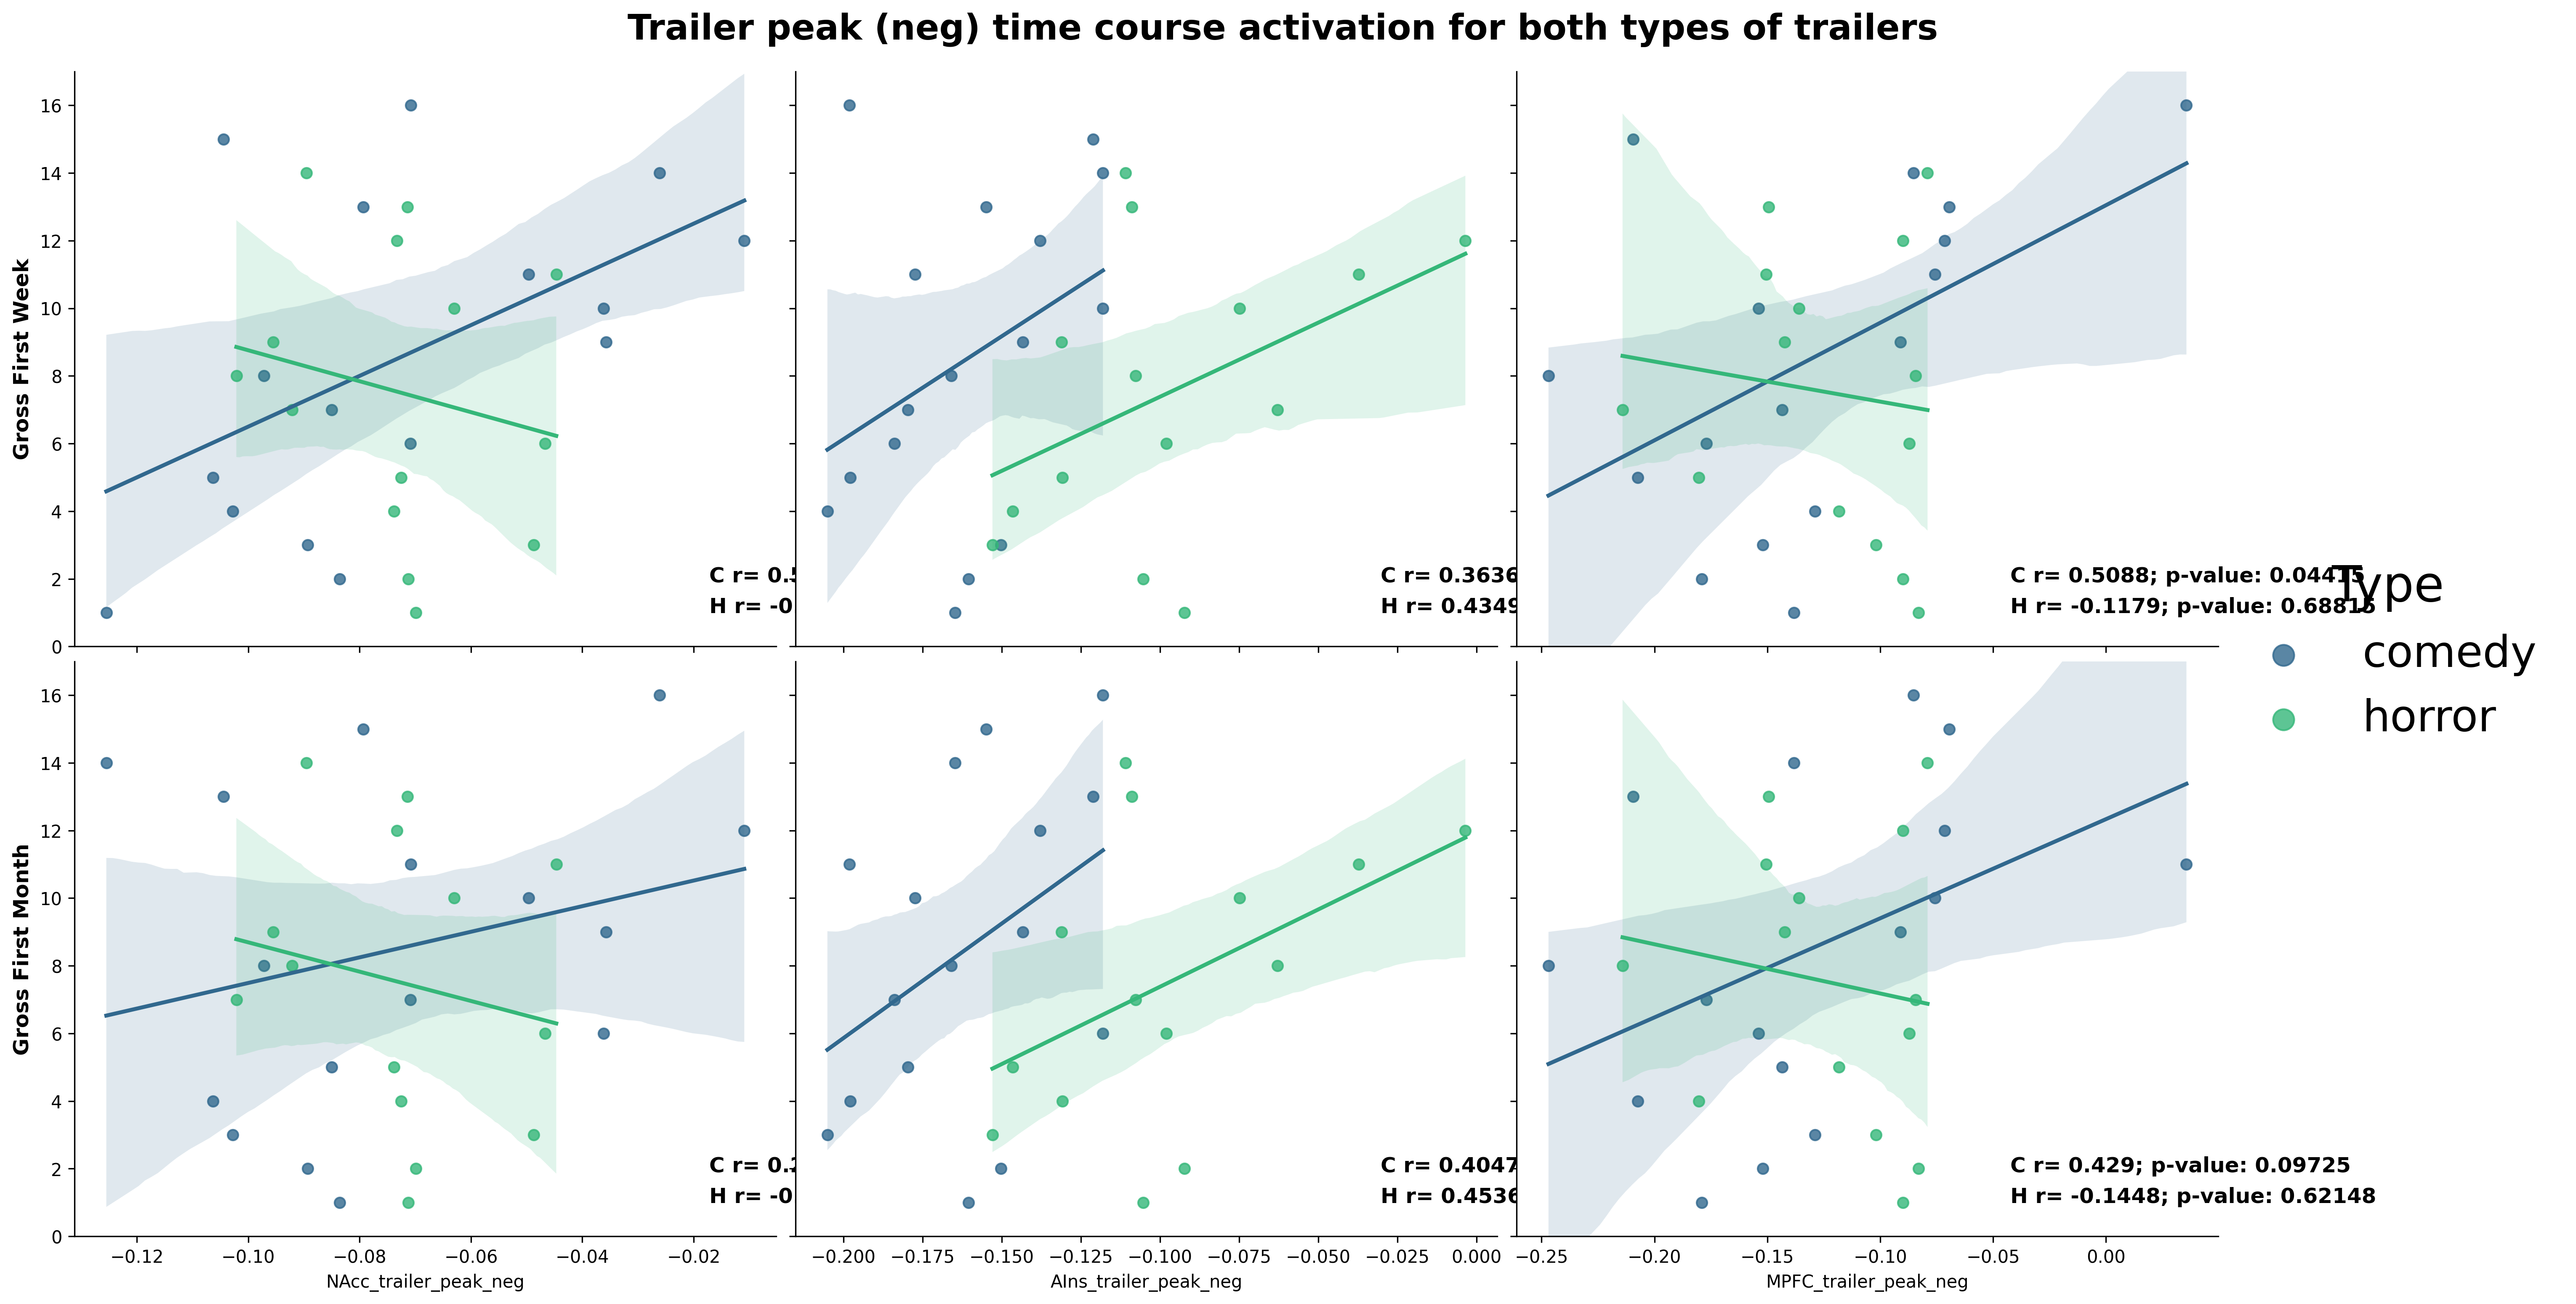 Trailer peak (neg) time course activation for both types of trailers
Gross First Week
16
14
12
10
8
6
4
2
0
C r= 0.5
H r= -0
C r= 0.3636
H r= 0.4349
C r= 0.5088; p-value: 0.04415
H r= -0.1179; p-value: 0.68815
Type
comedy
horror
Gross First Month
16
14
12
10
8
6
4
2
0
C r= 0.2
H r= -0
C r= 0.4047
H r= 0.4536
C r= 0.429; p-value: 0.09725
H r= -0.1448; p-value: 0.62148
−0.12 −0.10 −0.08 −0.06 −0.04 −0.02
NAcc_trailer_peak_neg
−0.200 −0.175 −0.150 −0.125 −0.100 −0.075 −0.050 −0.025 0.000
AIns_trailer_peak_neg
−0.25 −0.20 −0.15 −0.10 −0.05 0.00
MPFC_trailer_peak_neg